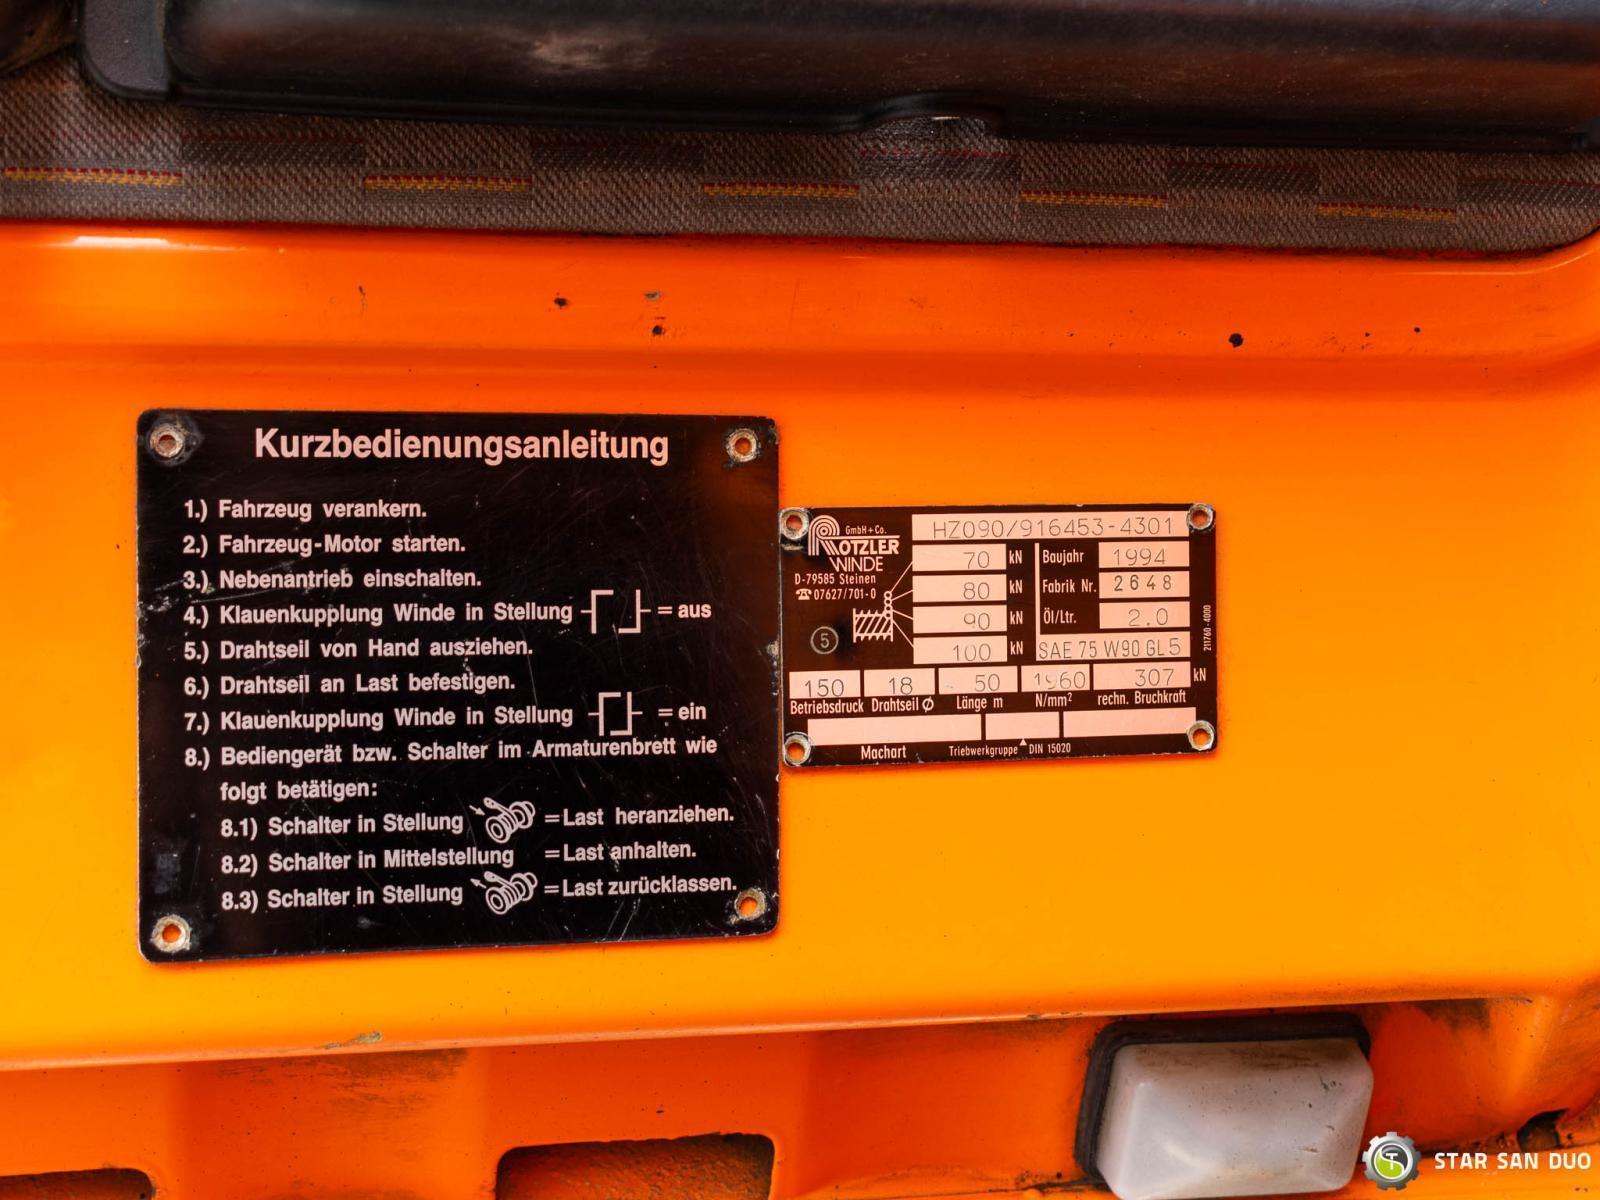 Kurzbedienungsanleitung
1.) Fahrzeug verankern.
2.) Fahrzeug-Motor starten.
3.) Nebenantrieb einschalten.
4.) Klauenkupplung Winde in Stellung = aus
5.) Drahtseil von Hand ausziehen.
6.) Drahtseil an Last befestigen.
7.) Klauenkupplung Winde in Stellung = ein
8.) Bediengerät bzw. Schalter im Armaturenbrett wie
folgt betätigen:
8.1) Schalter in Stellung = Last heranziehen.
8.2) Schalter in Mittelstellung = Last anhalten.
8.3) Schalter in Stellung = Last zurücklassen.
GmbH + Co.
ROTZLER
WINDE
D-79585 Steinen
☎ 07627/701-0
5
HZ090/916453-4301
70 kN
80 kN
90 kN
100 kN
Baujahr 1994
Fabrik Nr. 2648
Öl/Ltr. 2.0
SAE 75 W90 GL5
211760-4000
150 18 50 1960 307 kN
Betriebsdruck Drahtseil Ø Länge m N/mm² rechn. Bruchkraft
Machart Triebwerkgruppe DIN 15020
STAR SAN DUO